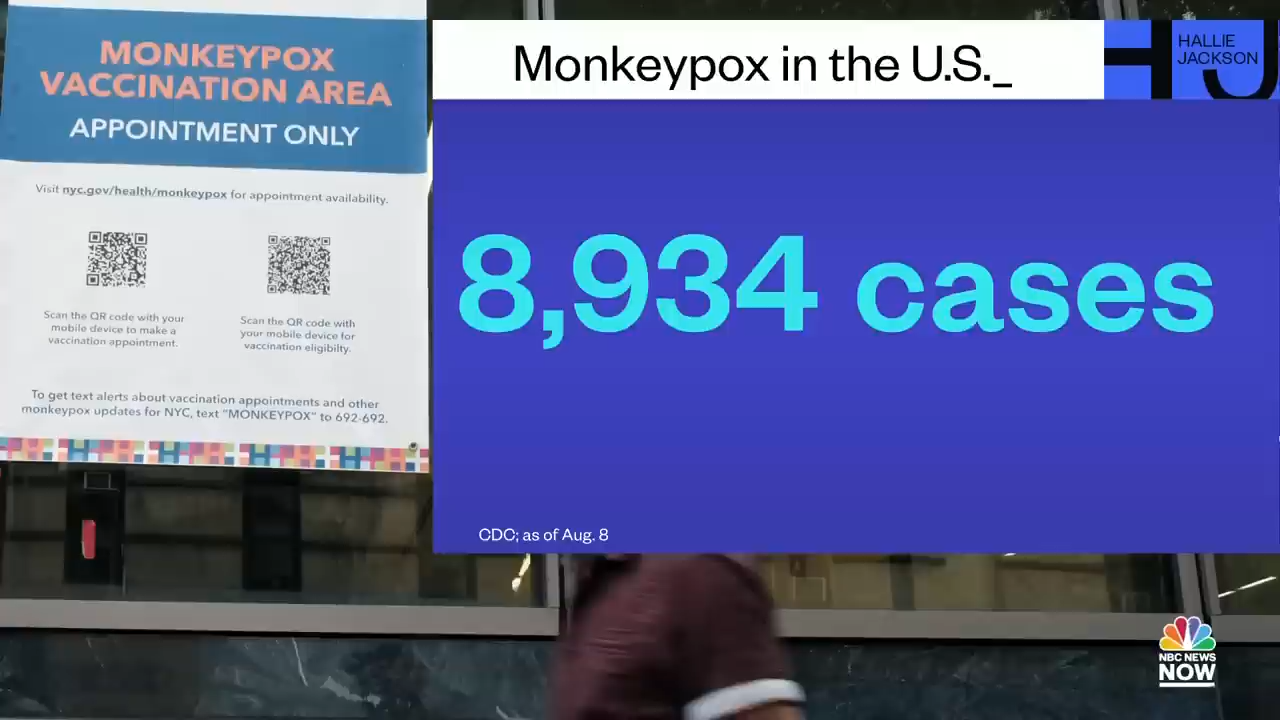 MONKEYPOX
VACCINATION AREA
APPOINTMENT ONLY
Visit nyc.gov/health/monkeypox for appointment availability.
Scan the QR code with your
mobile device to make a
vaccination appointment.
Scan the QR code with
your mobile device for
vaccination eligibilty.
To get text alerts about vaccination appointments and other
monkeypox updates for NYC, text "MONKEYPOX" to 692-692.
Monkeypox in the U.S._
HJ
HALLIE
JACKSON
8,934 cases
CDC; as of Aug. 8
NBC NEWS
NOW